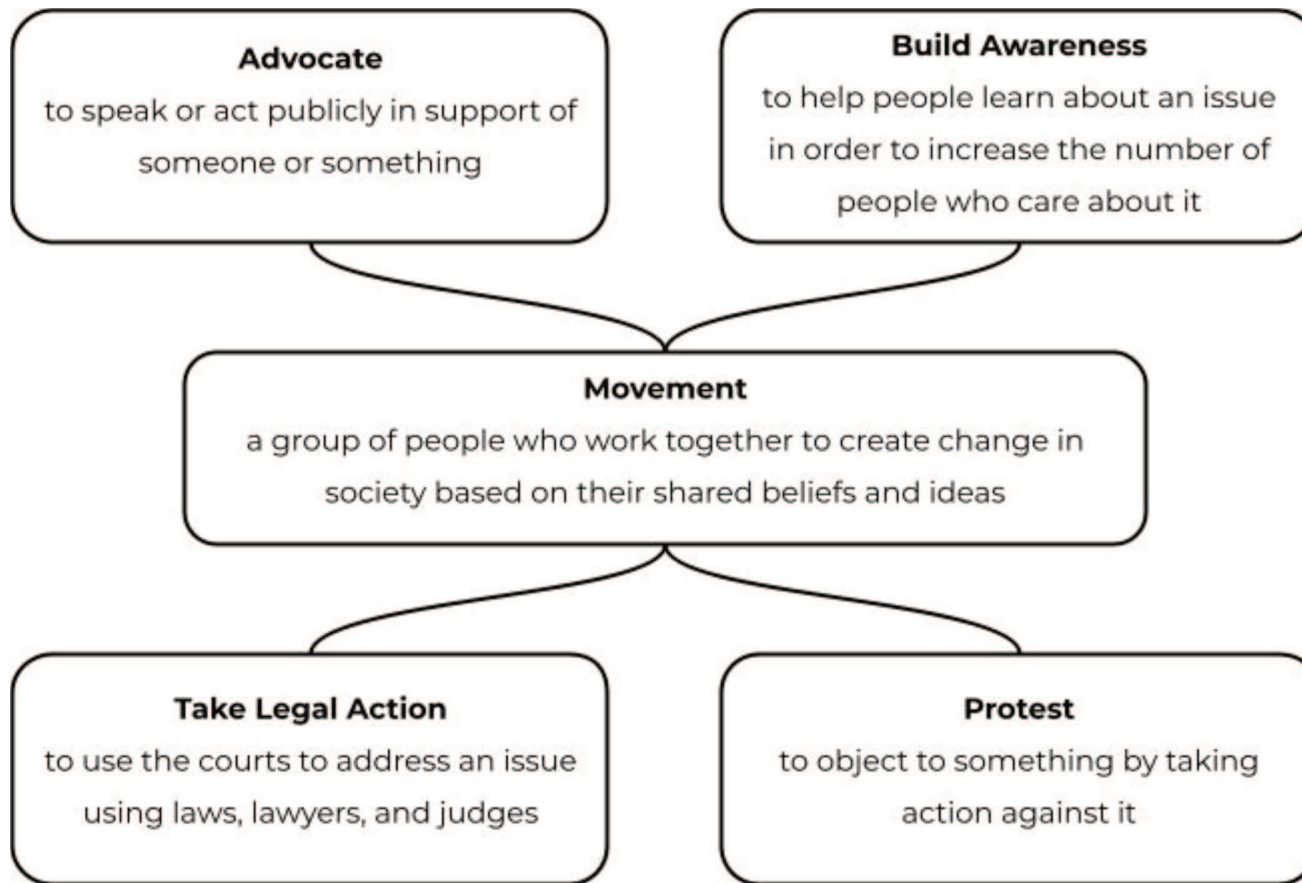 Advocate
to speak or act publicly in support of
someone or something
Build Awareness
to help people learn about an issue
in order to increase the number of
people who care about it
Movement
a group of people who work together to create change in
society based on their shared beliefs and ideas
Take Legal Action
to use the courts to address an issue
using laws, lawyers, and judges
Protest
to object to something by taking
action against it